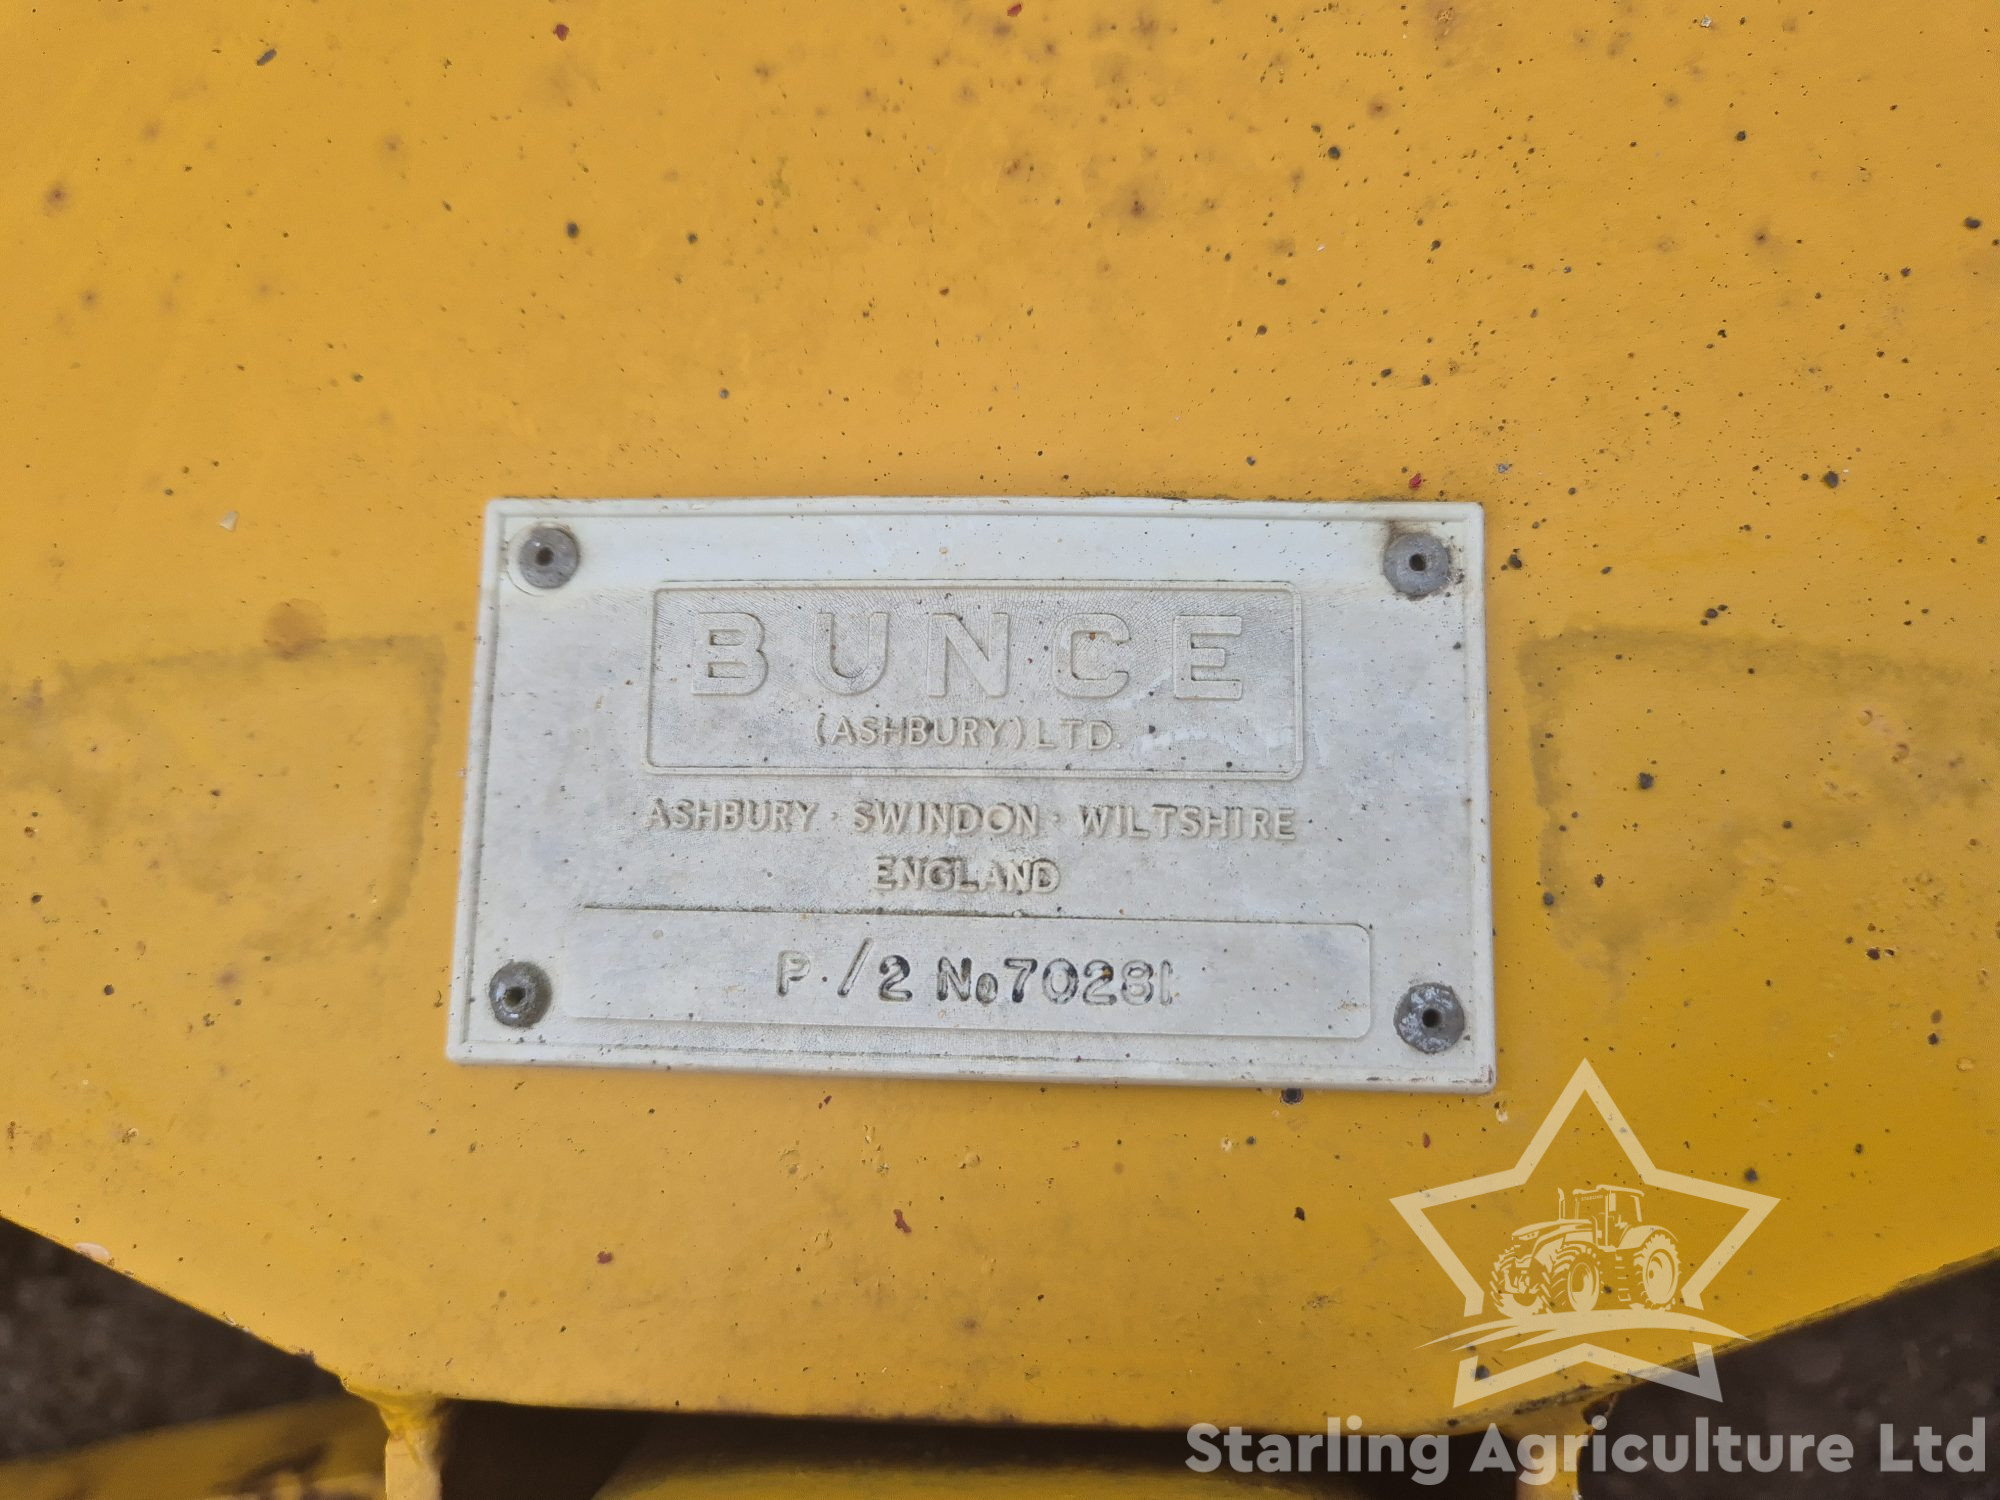 BUNCE
(ASHBURY) LTD.
ASHBURY · SWINDON · WILTSHIRE
ENGLAND
P./2 No 70281
Starling Agriculture Ltd